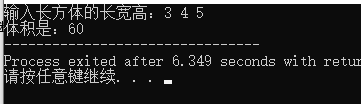 输入长方体的长宽高：3 4 5
体积是：60
--------------------------------
Process exited after 6.349 seconds with
请按任意键继续. . .